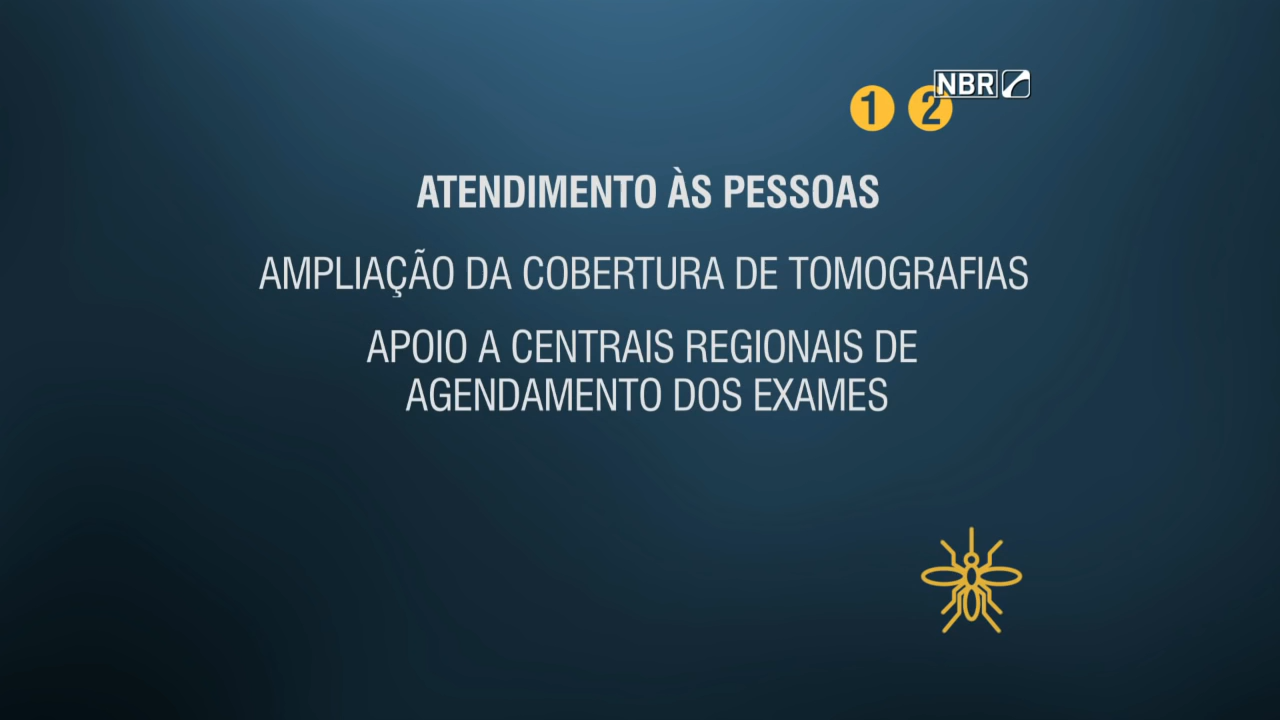 NBR
1 2
ATENDIMENTO ÀS PESSOAS
AMPLIAÇÃO DA COBERTURA DE TOMOGRAFIAS
APOIO A CENTRAIS REGIONAIS DE
AGENDAMENTO DOS EXAMES